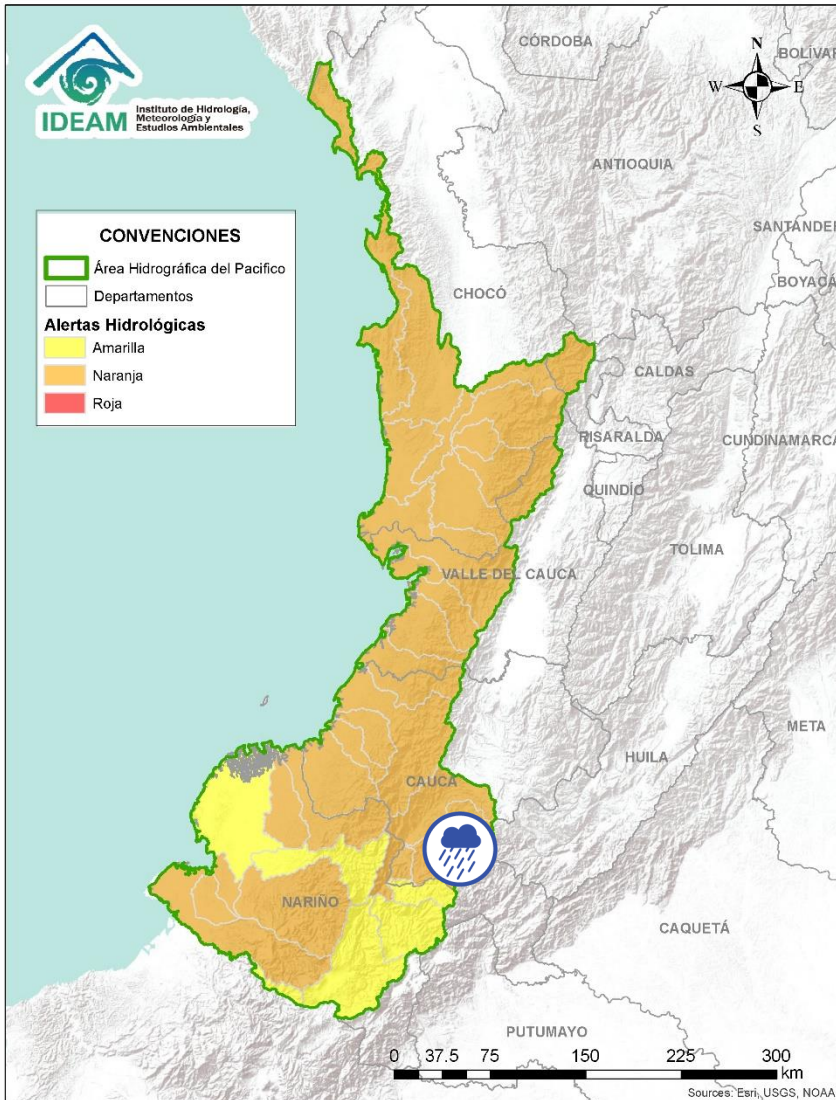 IDEAM
Instituto de Hidrología,
Meteorología y
Estudios Ambientales
N
W E
S
CÓRDOBA
BOLÍVAR
ANTIOQUIA
SANTANDER
BOYACÁ
CONVENCIONES
Área Hidrográfica del Pacifico
Departamentos
Alertas Hidrológicas
Amarilla
Naranja
Roja
CHOCÓ
CALDAS
RISARALDA
CUNDINAMARCA
QUINDÍO
TOLIMA
VALLE DEL CAUCA
META
HUILA
CAUCA
NARIÑO
CAQUETÁ
PUTUMAYO
0 37.5 75 150 225 300
km
Sources: Esri, USGS, NOAA